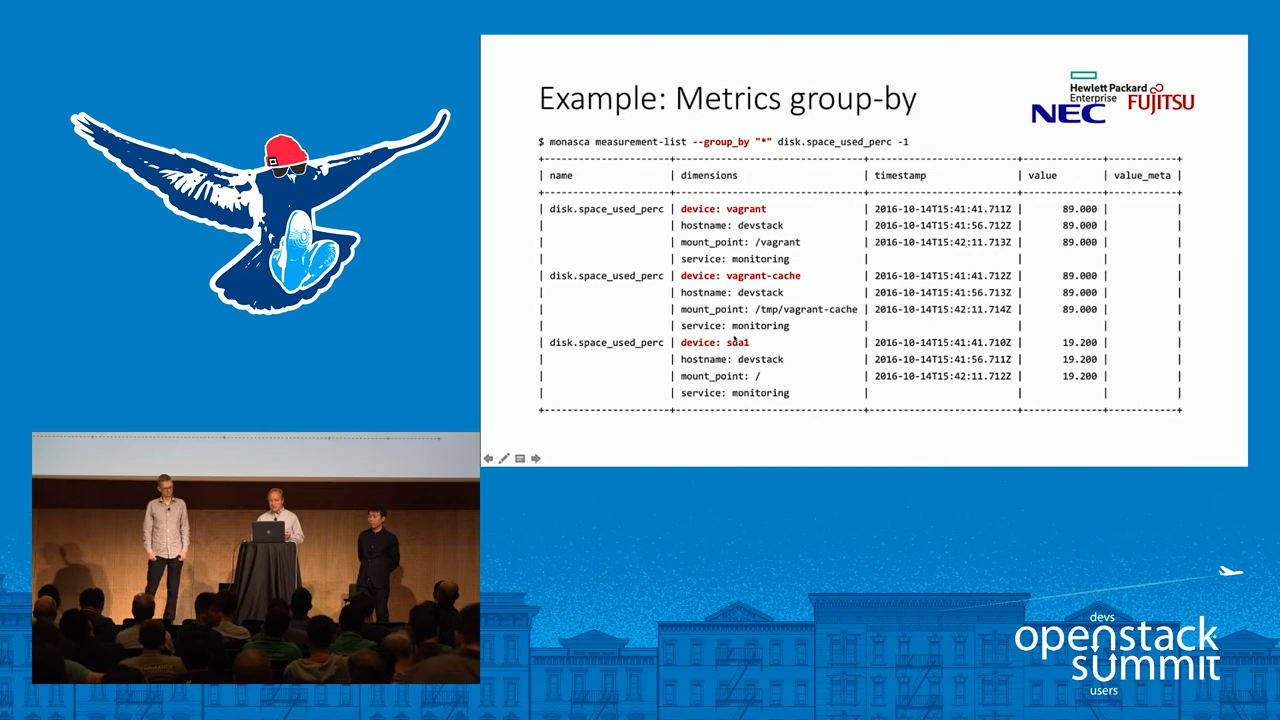 Example: Metrics group-by
Hewlett Packard
Enterprise
NEC
FUJITSU
$ monasca measurement-list --group_by "*" disk.space_used_perc -1
| name | dimensions | timestamp | value | value_meta |
| disk.space_used_perc | device: vagrant | 2016-10-14T15:41:41.711Z | 89.000 | |
| | hostname: devstack | 2016-10-14T15:41:56.712Z | 89.000 | |
| | mount_point: /vagrant | 2016-10-14T15:42:11.713Z | 89.000 | |
| | service: monitoring | | | |
| disk.space_used_perc | device: vagrant-cache | 2016-10-14T15:41:41.712Z | 89.000 | |
| | hostname: devstack | 2016-10-14T15:41:56.713Z | 89.000 | |
| | mount_point: /tmp/vagrant-cache | 2016-10-14T15:42:11.714Z | 89.000 | |
| | service: monitoring | | | |
| disk.space_used_perc | device: sda1 | 2016-10-14T15:41:41.710Z | 19.200 | |
| | hostname: devstack | 2016-10-14T15:41:56.711Z | 19.200 | |
| | mount_point: / | 2016-10-14T15:42:11.712Z | 19.200 | |
| | service: monitoring | | | |
devs
openstack
summit
users